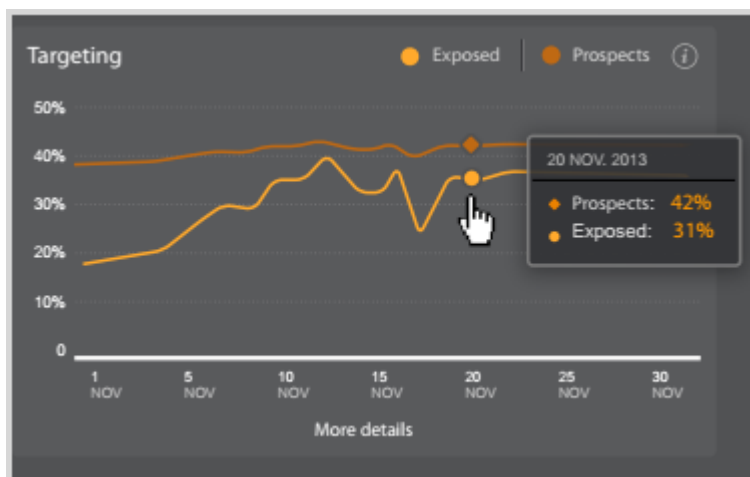 Targeting
Exposed
Prospects
i
50%
40%
30%
20%
10%
0
20 NOV. 2013
Prospects: 42%
Exposed: 31%
1 5 10 15 20 25 30
NOV NOV NOV NOV NOV NOV NOV
More details